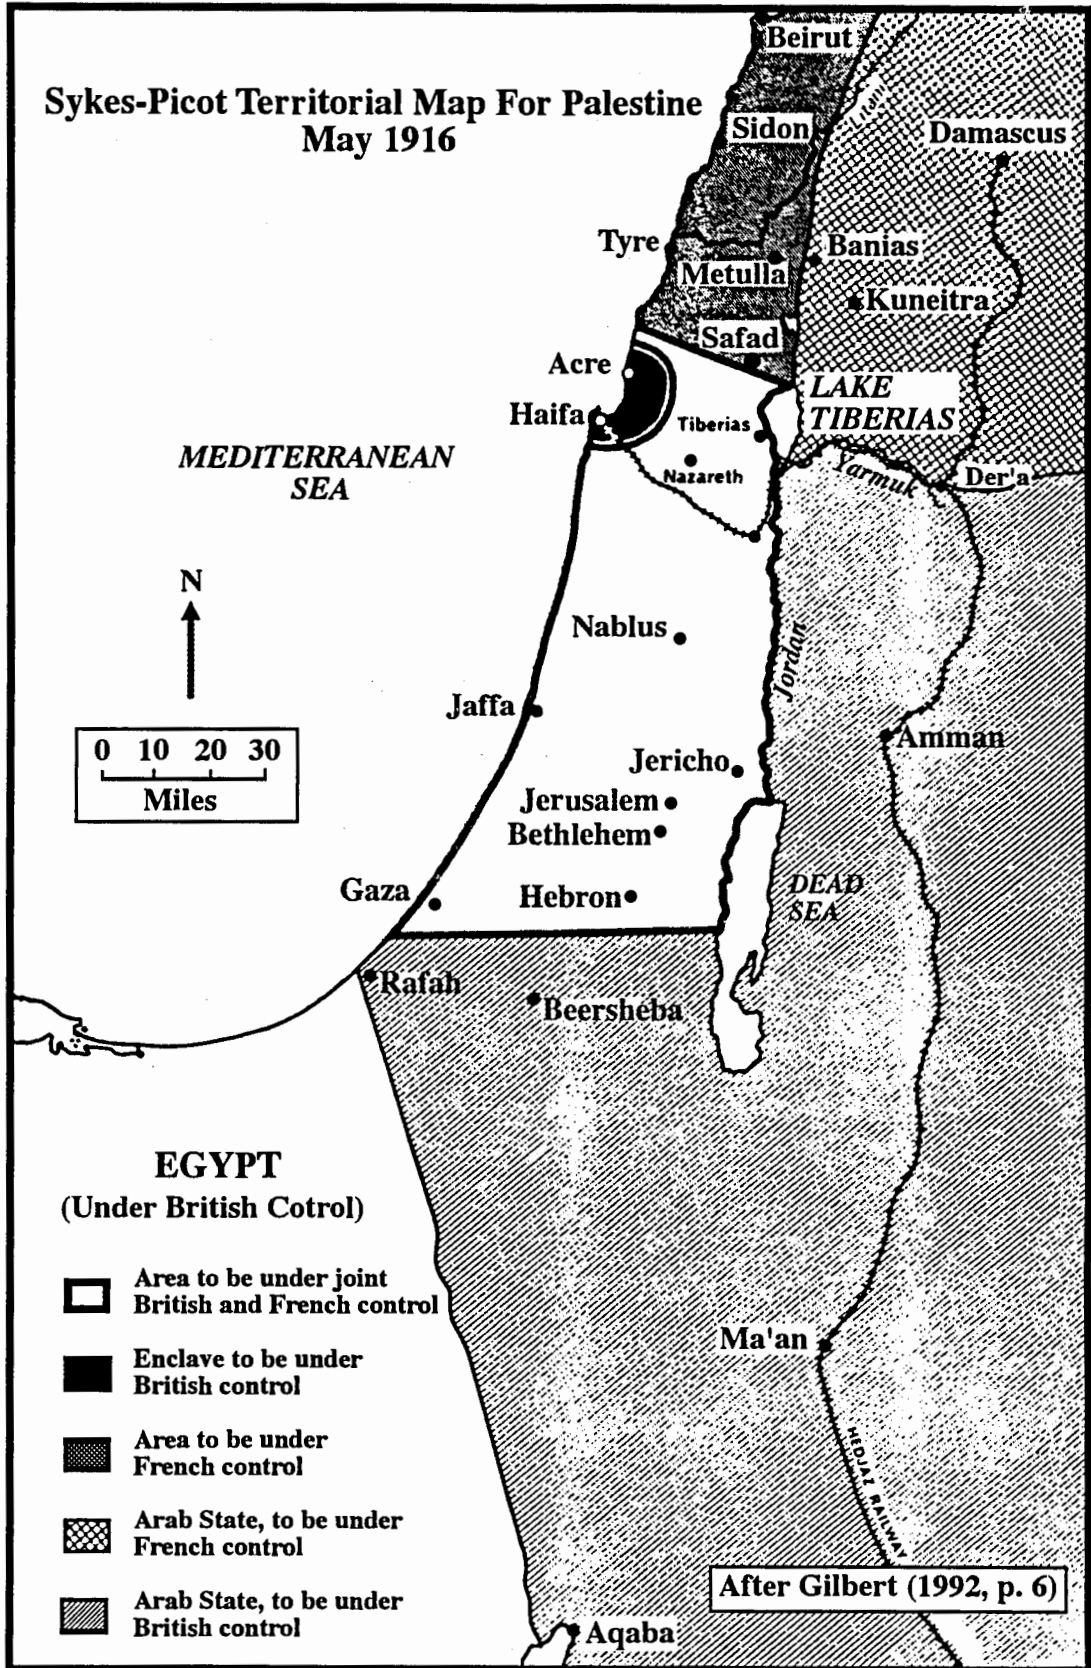 Sykes-Picot Territorial Map For Palestine
May 1916
Beirut
Litani
Sidon
Damascus
Tyre
Metulla
Banias
Kuneitra
Safad
Acre
Haifa
Tiberias
Nazareth
LAKE
TIBERIAS
Yarmuk
Der'a
MEDITERRANEAN
SEA
N
Nablus
Jordan
Jaffa
Amman
0 10 20 30
Miles
Jericho
Jerusalem
Bethlehem
Gaza
Hebron
DEAD
SEA
Rafah
Beersheba
EGYPT
(Under British Cotrol)
Area to be under joint
British and French control
Enclave to be under
British control
Area to be under
French control
Arab State, to be under
French control
Arab State, to be under
British control
Ma'an
HEDJAZ RAILWAY
After Gilbert (1992, p. 6)
Aqaba